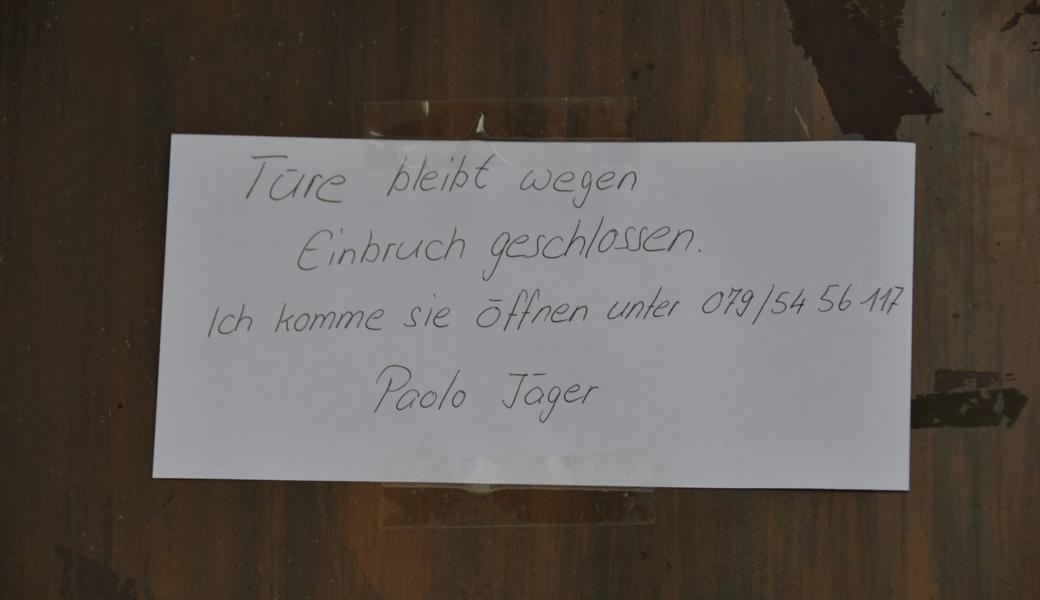 Türe bleibt wegen
Einbruch geschlossen.
Ich komme sie öffnen unter 079/54 56 117
Paolo Jäger